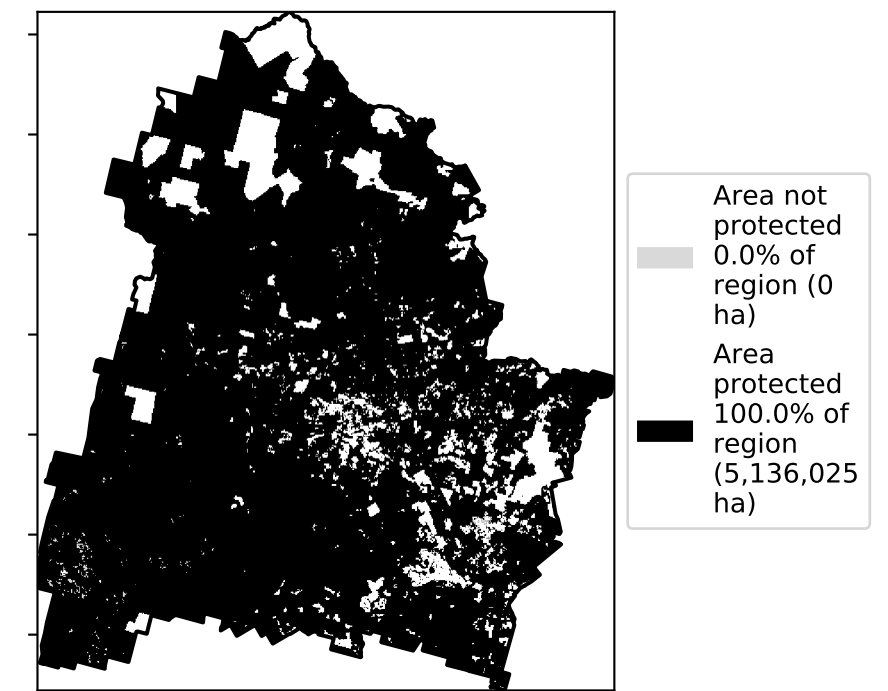 Area not
protected
0.0% of
region (0
ha)
Area
protected
100.0% of
region
(5,136,025
ha)